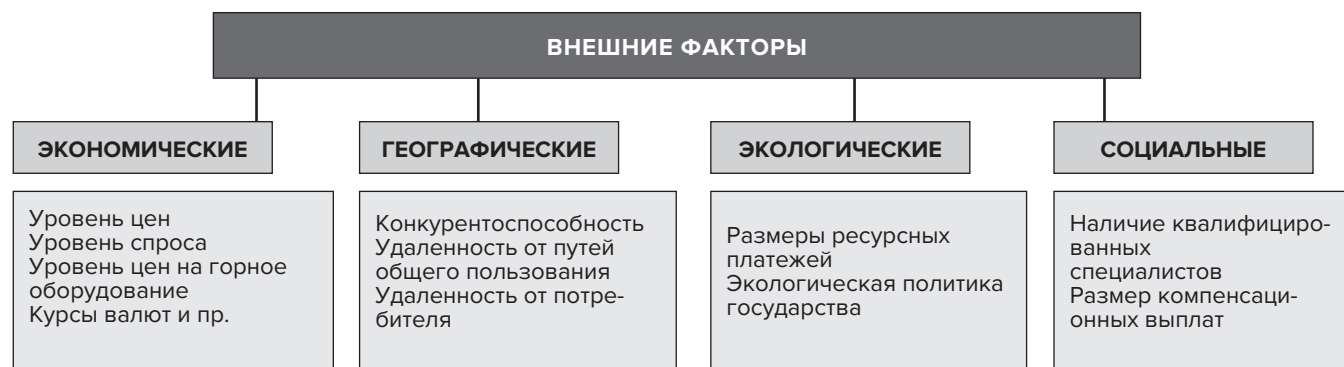 ВНЕШНИЕ ФАКТОРЫ
ЭКОНОМИЧЕСКИЕ
Уровень цен
Уровень спроса
Уровень цен на горное
оборудование
Курсы валют и пр.
ГЕОГРАФИЧЕСКИЕ
Конкурентоспособность
Удаленность от путей
общего пользования
Удаленность от потре-
бителя
ЭКОЛОГИЧЕСКИЕ
Размеры ресурсных
платежей
Экологическая политика
государства
СОЦИАЛЬНЫЕ
Наличие квалифициро-
ванных
специалистов
Размер компенсаци-
онных выплат